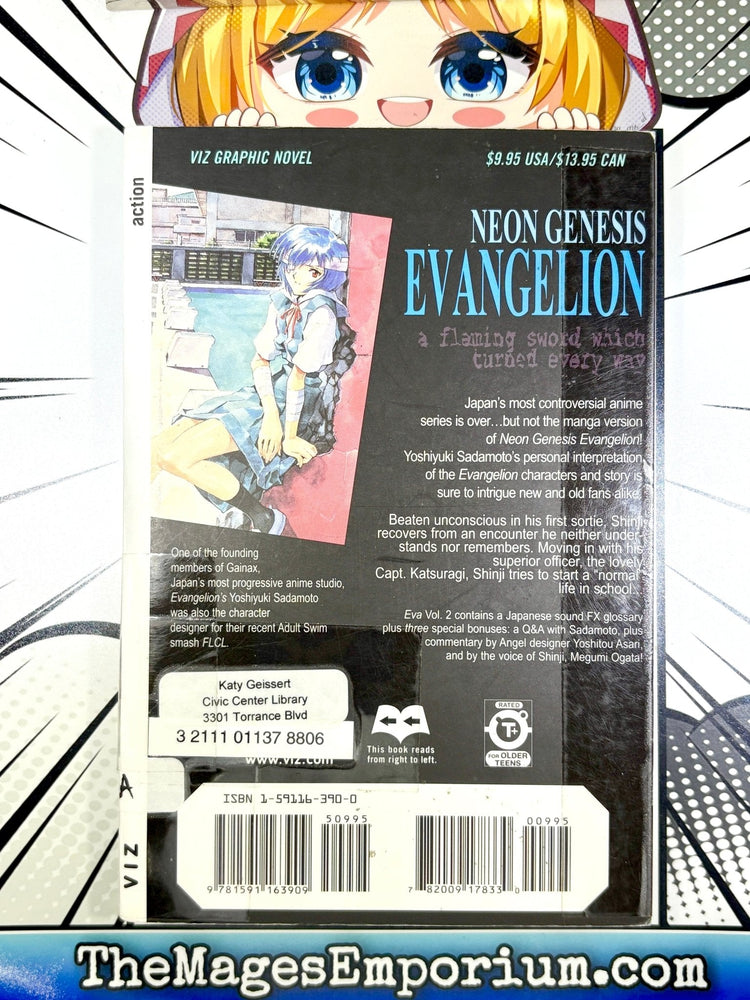 action
VIZ GRAPHIC NOVEL
$9.95 USA/$13.95 CAN
NEON GENESIS
EVANGELION
a flaming sword which
turned every way
Japan's most controversial anime
series is over...but not the manga version
of Neon Genesis Evangelion!
Yoshiyuki Sadamoto's personal interpretation
of the Evangelion characters and story is
sure to intrigue new and old fans alike.
Beaten unconscious in his first sortie, Shinji
recovers from an encounter he neither under-
stands nor remembers. Moving in with his
superior officer, the lovely
Capt. Katsuragi, Shinji tries to start a "normal"
life in school...
Eva Vol. 2 contains a Japanese sound FX glossary
plus three special bonuses: a Q&A with Sadamoto, plus
commentary by Angel designer Yoshitou Asari,
and by the voice of Shinji, Megumi Ogata!
One of the founding
members of Gainax,
Japan's most progressive anime studio,
Evangelion's Yoshiyuki Sadamoto
was also the character
designer for their recent Adult Swim
smash FLCL.
Katy Geissert
Civic Center Library
3301 Torrance Blvd
3 2111 01137 8806
www.viz.com
This book reads
from right to left.
RATED
T+
FOR OLDER
TEENS
A
VIZ
ISBN 1-59116-390-0
50995
00995
9 781591 163909
7 82009 17833 0
TheMagesEmporium.com